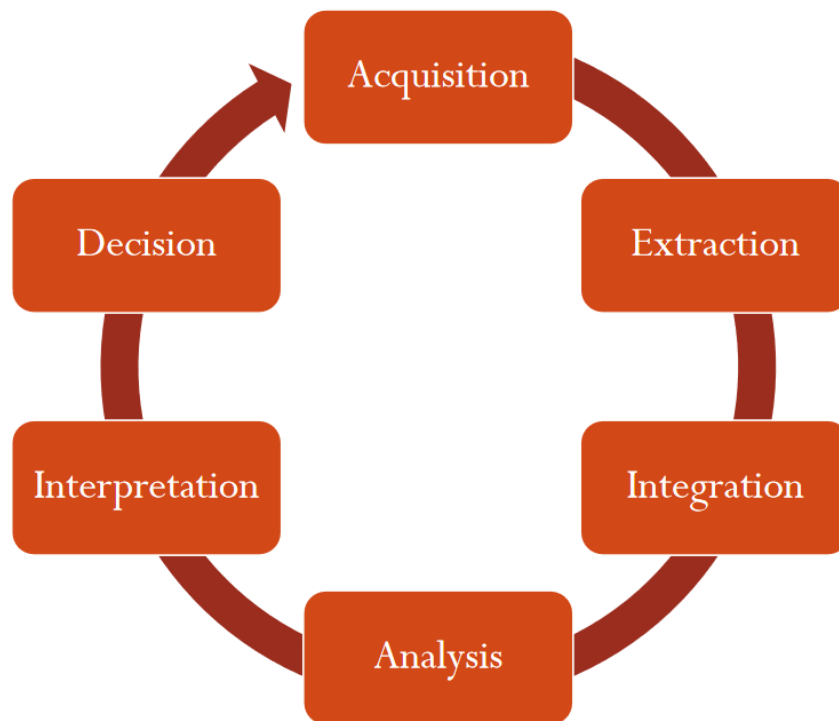 Acquisition
Extraction
Integration
Analysis
Interpretation
Decision